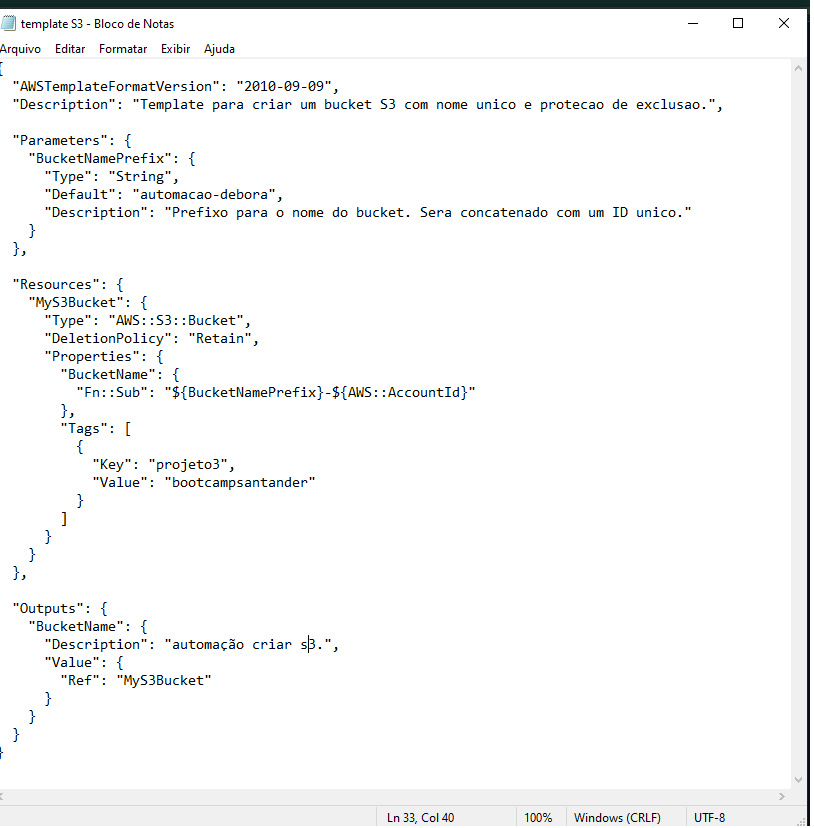 template S3 - Bloco de Notas
Arquivo Editar Formatar Exibir Ajuda
{
  "AWSTemplateFormatVersion": "2010-09-09",
  "Description": "Template para criar um bucket S3 com nome unico e protecao de exclusao.",
  "Parameters": {
    "BucketNamePrefix": {
      "Type": "String",
      "Default": "automacao-debora",
      "Description": "Prefixo para o nome do bucket. Sera concatenado com um ID unico."
    }
  },
  "Resources": {
    "MyS3Bucket": {
      "Type": "AWS::S3::Bucket",
      "DeletionPolicy": "Retain",
      "Properties": {
        "BucketName": {
          "Fn::Sub": "${BucketNamePrefix}-${AWS::AccountId}"
        },
        "Tags": [
          {
            "Key": "projeto3",
            "Value": "bootcampsantander"
          }
        ]
      }
    }
  },
  "Outputs": {
    "BucketName": {
      "Description": "automação criar s3.",
      "Value": {
        "Ref": "MyS3Bucket"
      }
    }
  }
}
Ln 33, Col 40 100% Windows (CRLF) UTF-8